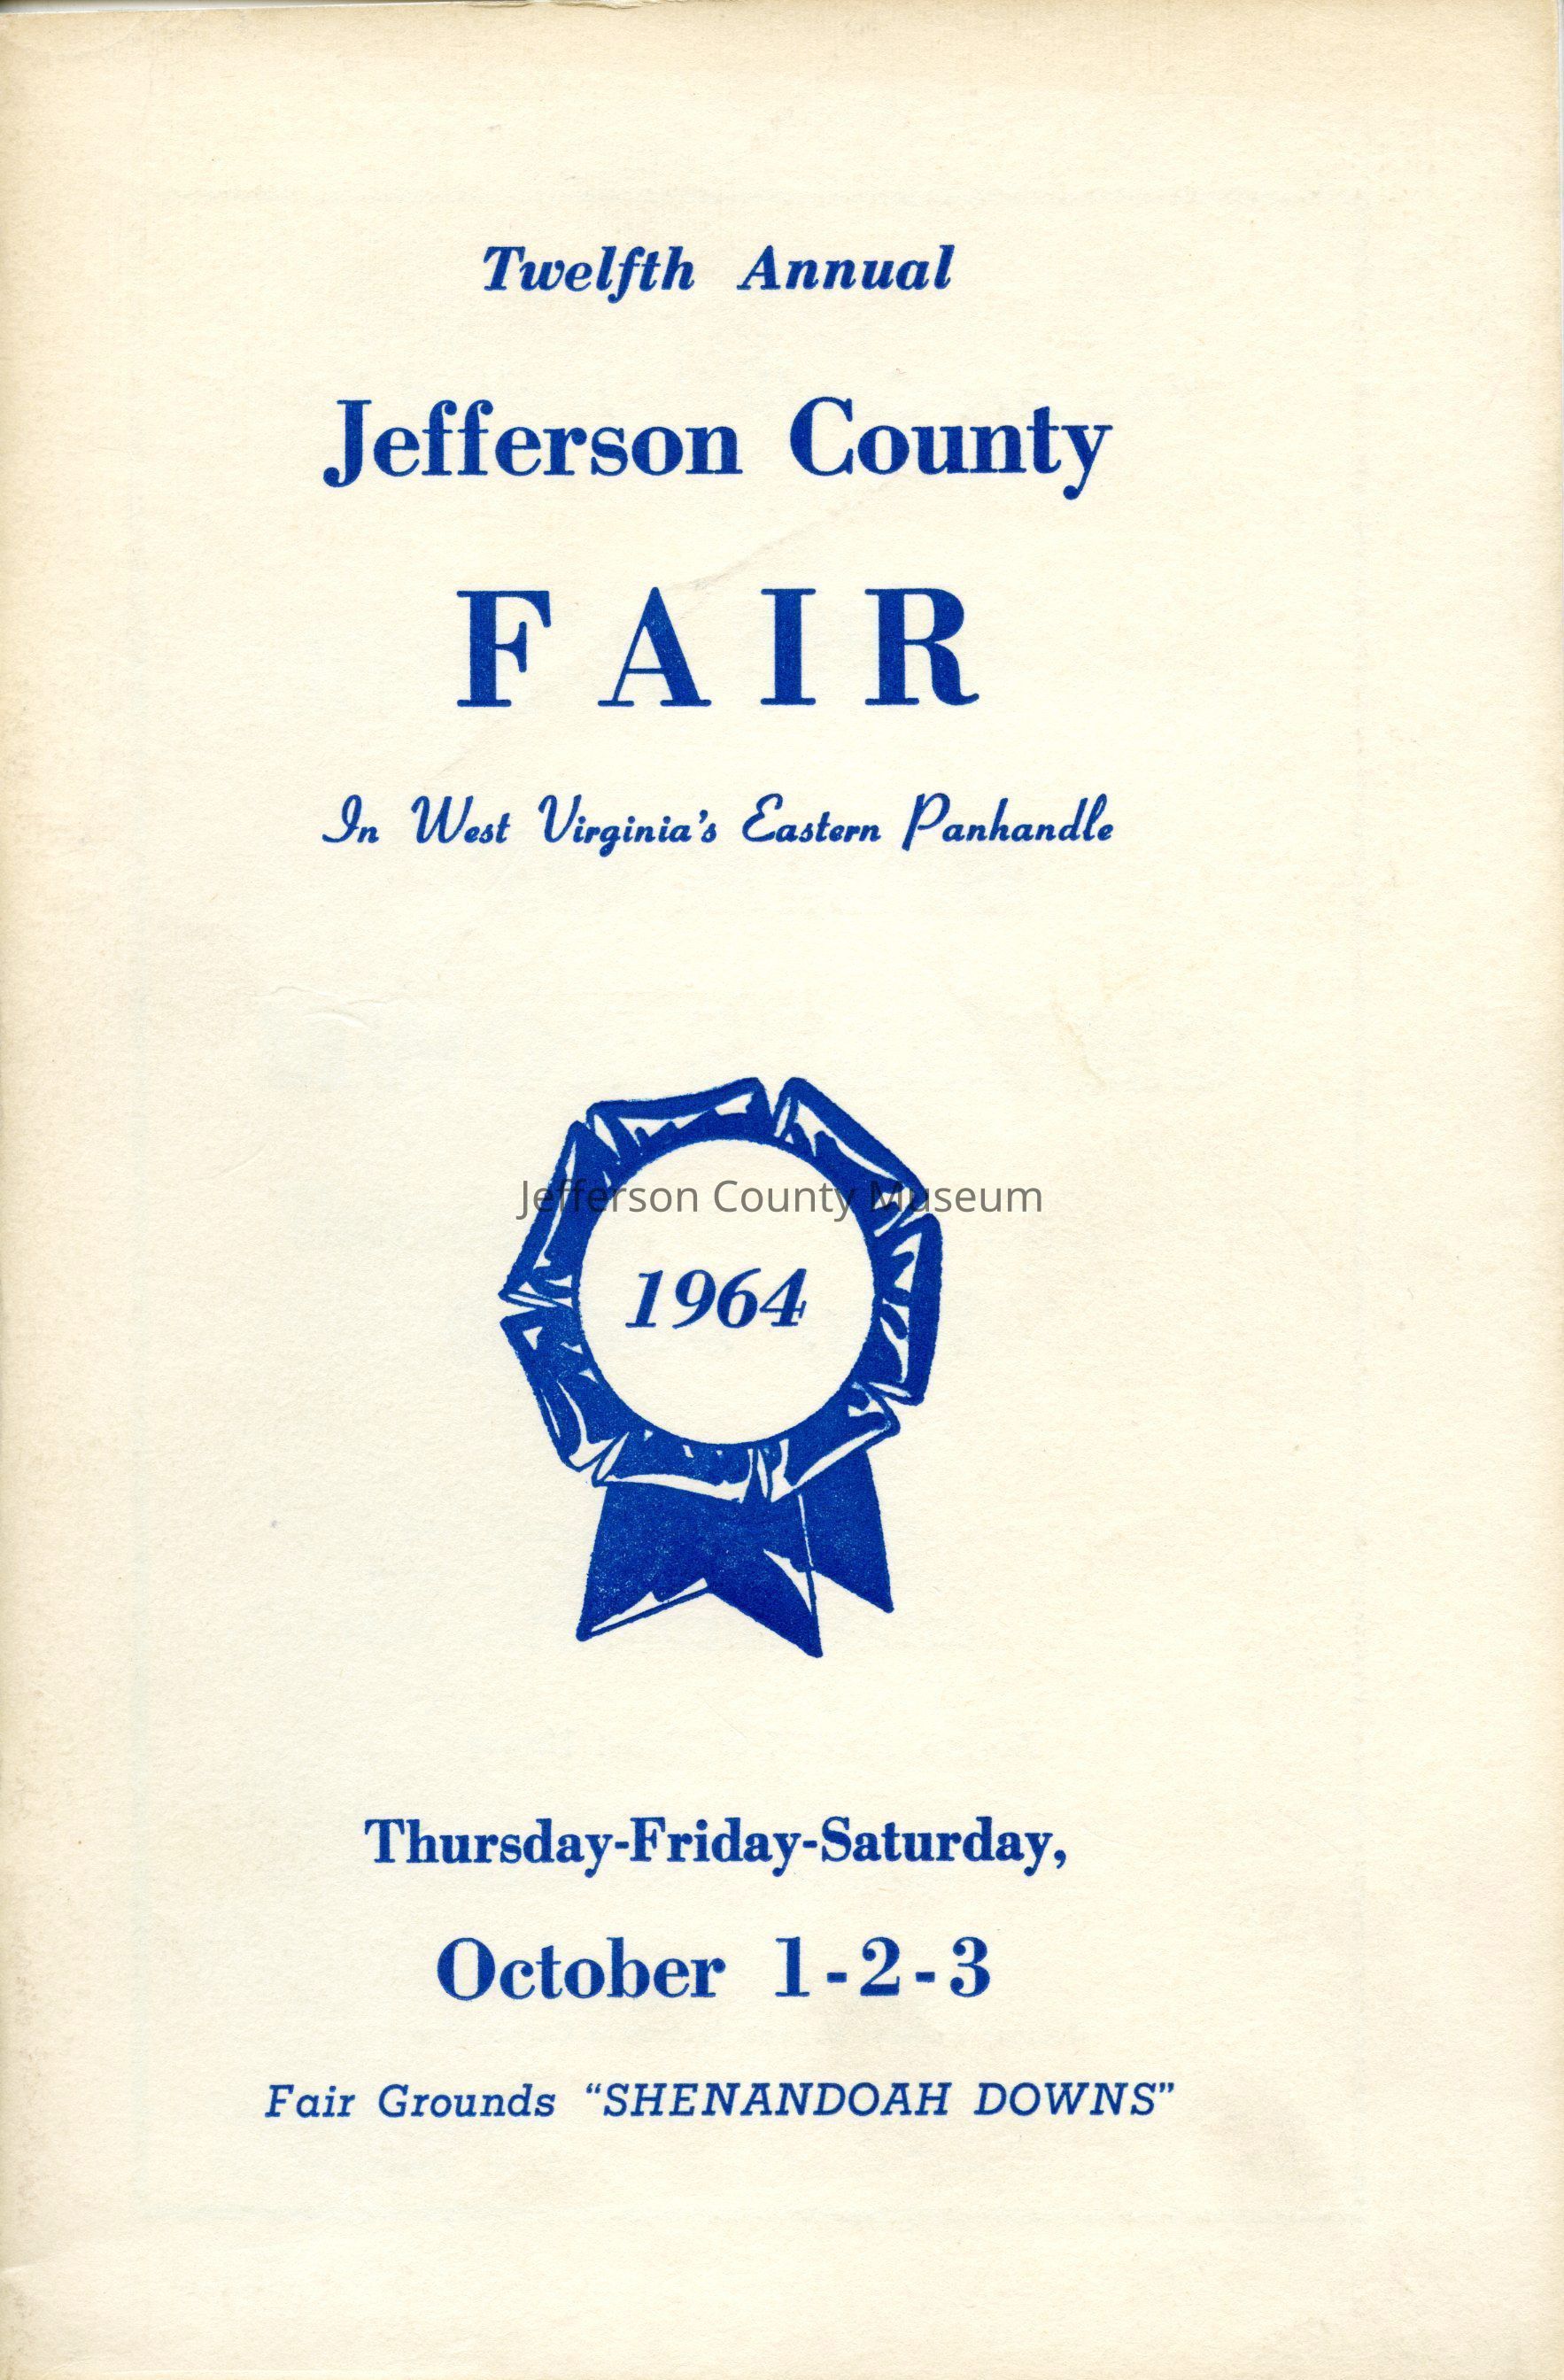 Twelfth Annual
Jefferson County
FAIR
In West Virginia's Eastern Panhandle
Jefferson County Museum
1964
Thursday-Friday-Saturday,
October 1-2-3
Fair Grounds “SHENANDOAH DOWNS”